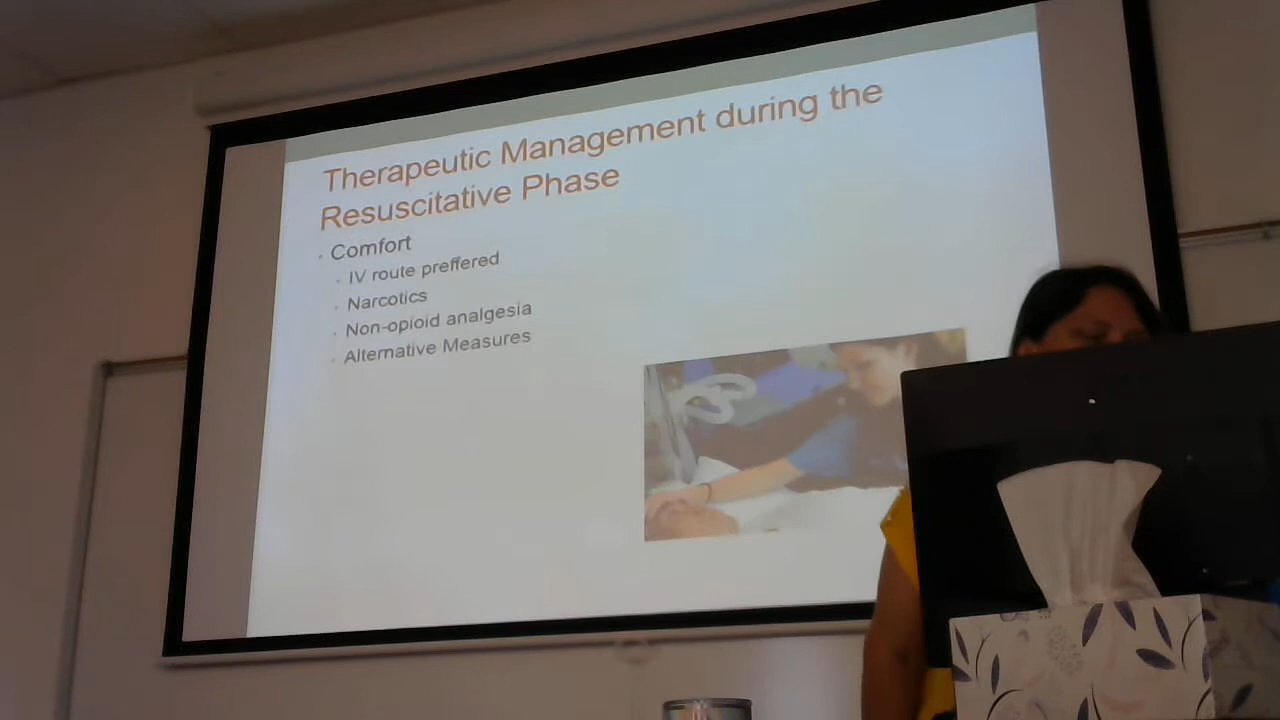 Therapeutic Management during the
Resuscitative Phase
• Comfort
• IV route preffered
• Narcotics
• Non-opioid analgesia
• Alternative Measures